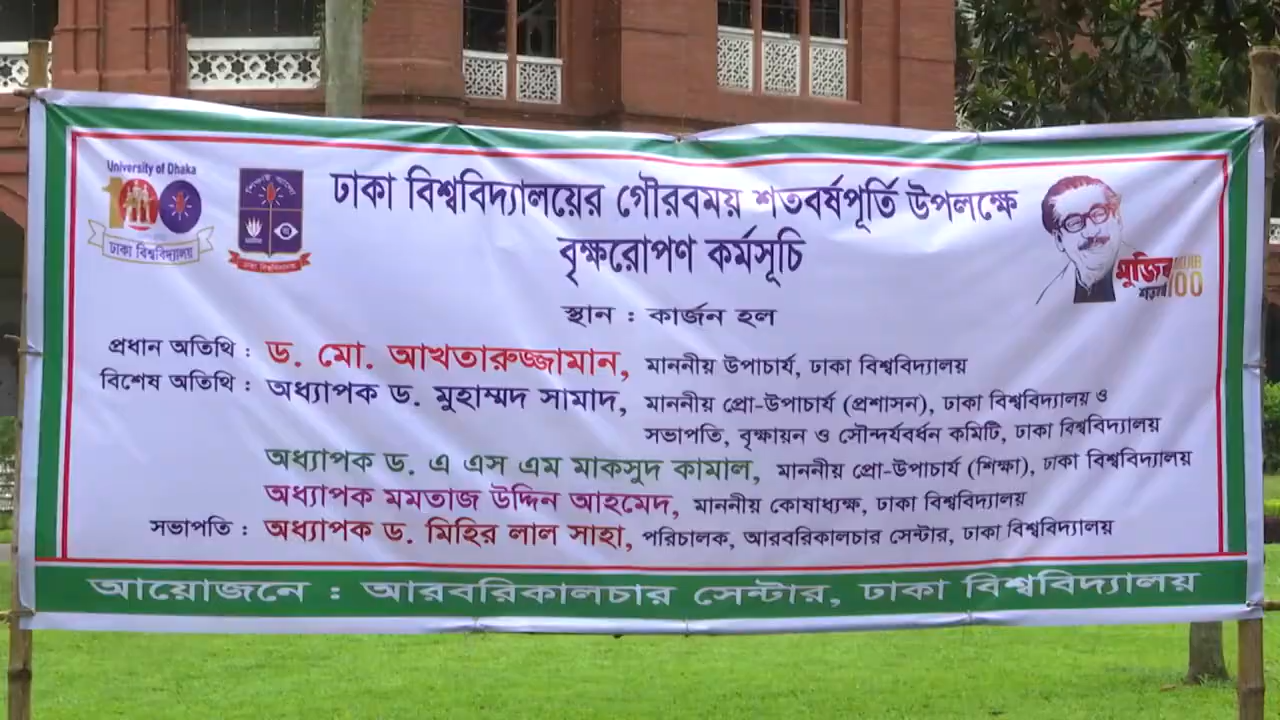 University of Dhaka
100
ঢাকা বিশ্ববিদ্যালয়
ঢাকা বিশ্ববিদ্যালয়ের গৌরবময় শতবর্ষপূর্তি উপলক্ষে
বৃক্ষরোপণ কর্মসূচি
মুজিব
শতবর্ষ
100
স্থান : কার্জন হল
প্রধান অতিথি : ড. মো. আখতারুজ্জামান, মাননীয় উপাচার্য, ঢাকা বিশ্ববিদ্যালয়
বিশেষ অতিথি : অধ্যাপক ড. মুহাম্মদ সামাদ, মাননীয় প্রো-উপাচার্য (প্রশাসন), ঢাকা বিশ্ববিদ্যালয় ও
সভাপতি, বৃক্ষায়ন ও সৌন্দর্যবর্ধন কমিটি, ঢাকা বিশ্ববিদ্যালয়
অধ্যাপক ড. এ এস এম মাকসুদ কামাল, মাননীয় প্রো-উপাচার্য (শিক্ষা), ঢাকা বিশ্ববিদ্যালয়
অধ্যাপক মমতাজ উদ্দিন আহমেদ, মাননীয় কোষাধ্যক্ষ, ঢাকা বিশ্ববিদ্যালয়
সভাপতি : অধ্যাপক ড. মিহির লাল সাহা, পরিচালক, আরবরিকালচার সেন্টার, ঢাকা বিশ্ববিদ্যালয়
আয়োজনে : আরবরিকালচার সেন্টার, ঢাকা বিশ্ববিদ্যালয়